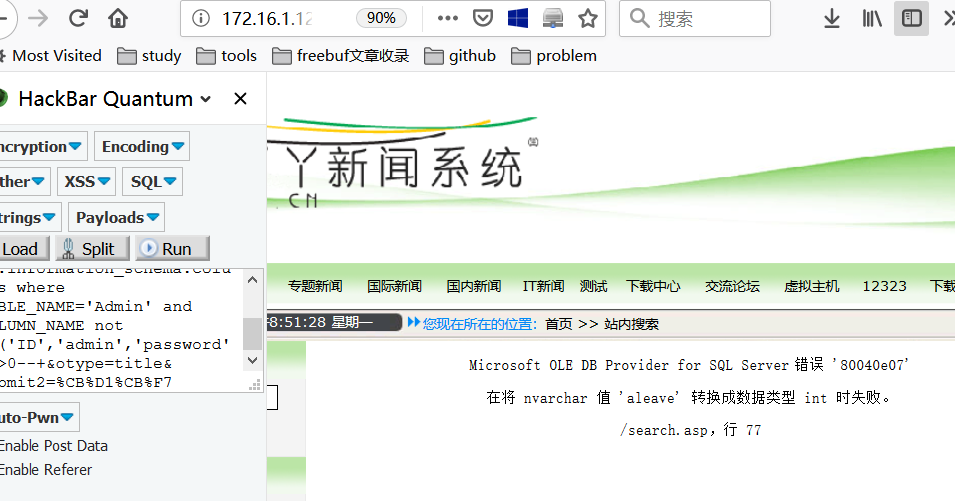 172.16.1.12
90%
搜索
Most Visited
study
tools
freebuf文章收录
github
problem
HackBar Quantum
ncryption
Encoding
ther
XSS
SQL
trings
Payloads
Load
Split
Run
.information_schema.colu
s where
BLE_NAME='Admin' and
LUMN_NAME not
('ID','admin','password'
>0--+&otype=title&
omit2=%CB%D1%CB%F7
uto-Pwn
Enable Post Data
Enable Referer
丫新闻系统
CN
专题新闻 国际新闻 国内新闻 IT新闻 测试 下载中心 交流论坛 虚拟主机 12323 下载
8:51:28 星期一
您现在所在的位置: 首页 >> 站内搜索
Microsoft OLE DB Provider for SQL Server 错误 '80040e07'
在将 nvarchar 值 'aleave' 转换成数据类型 int 时失败。
/search.asp，行 77